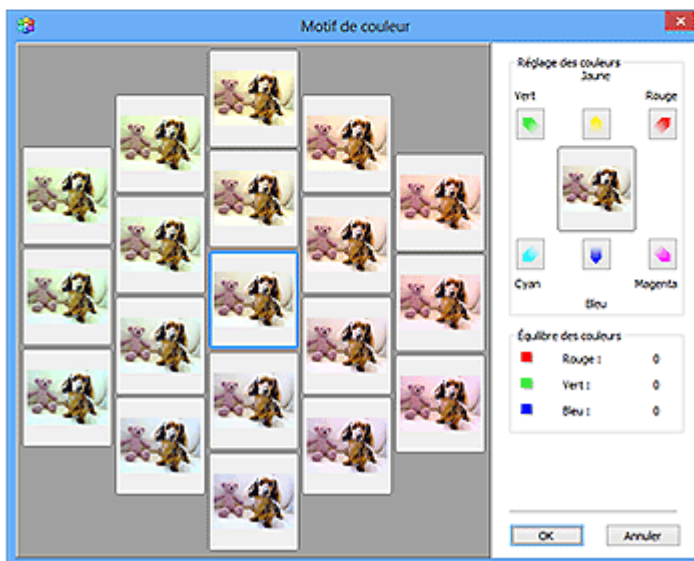 Motif de couleur
Réglage des couleurs
Jaune
Vert
Rouge
Cyan
Magenta
Bleu
Équilibre des couleurs
Rouge : 0
Vert : 0
Bleu : 0
OK
Annuler